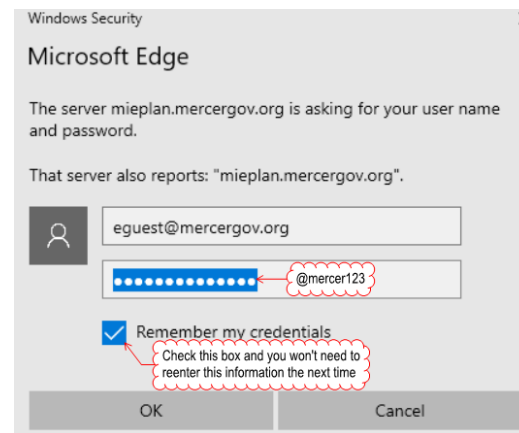 Windows Security
Microsoft Edge
The server mieplan.mercergov.org is asking for your user name
and password.
That server also reports: "mieplan.mercergov.org".
eguest@mercergov.org
●●●●●●●●●●●●●●
@mercer123
Remember my credentials
Check this box and you won't need to
reenter this information the next time
OK
Cancel